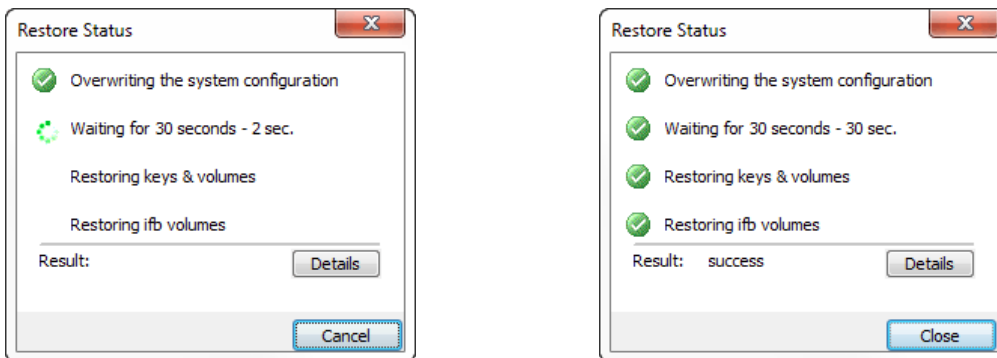 Restore Status
Overwriting the system configuration
Waiting for 30 seconds - 2 sec.
Restoring keys & volumes
Restoring ifb volumes
Result:
Details
Cancel
Restore Status
Overwriting the system configuration
Waiting for 30 seconds - 30 sec.
Restoring keys & volumes
Restoring ifb volumes
Result: success
Details
Close